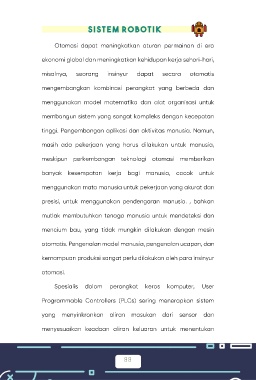 SISTEM ROBOTIK
Otomasi dapat meningkatkan aturan permainan di era
ekonomi global dan meningkatkan kehidupan kerja sehari-hari,
misalnya, seorang insinyur dapat secara otomatis
mengembangkan kombinasi perangkat yang berbeda dan
menggunakan model matematika dan alat organisasi untuk
membangun sistem yang sangat kompleks dengan kecepatan
tinggi. Pengembangan aplikasi dan aktivitas manusia. Namun,
masih ada pekerjaan yang harus dilakukan untuk manusia,
meskipun perkembangan teknologi otomasi memberikan
banyak kesempatan kerja bagi manusia, cocok untuk
menggunakan mata manusia untuk pekerjaan yang akurat dan
presisi, untuk menggunakan pendengaran manusia. , bahkan
mutlak membutuhkan tenaga manusia untuk mendeteksi dan
mencium bau, yang tidak mungkin dilakukan dengan mesin
otomatis. Pengenalan model manusia, pengenalan ucapan, dan
kemampuan produksi sangat perlu dilakukan oleh para insinyur
otomasi.
Spesialis dalam perangkat keras komputer, User
Programmable Controllers (PLCs) sering menerapkan sistem
yang menyinkronkan aliran masukan dari sensor dan
menyesuaikan keadaan aliran keluaran untuk menentukan